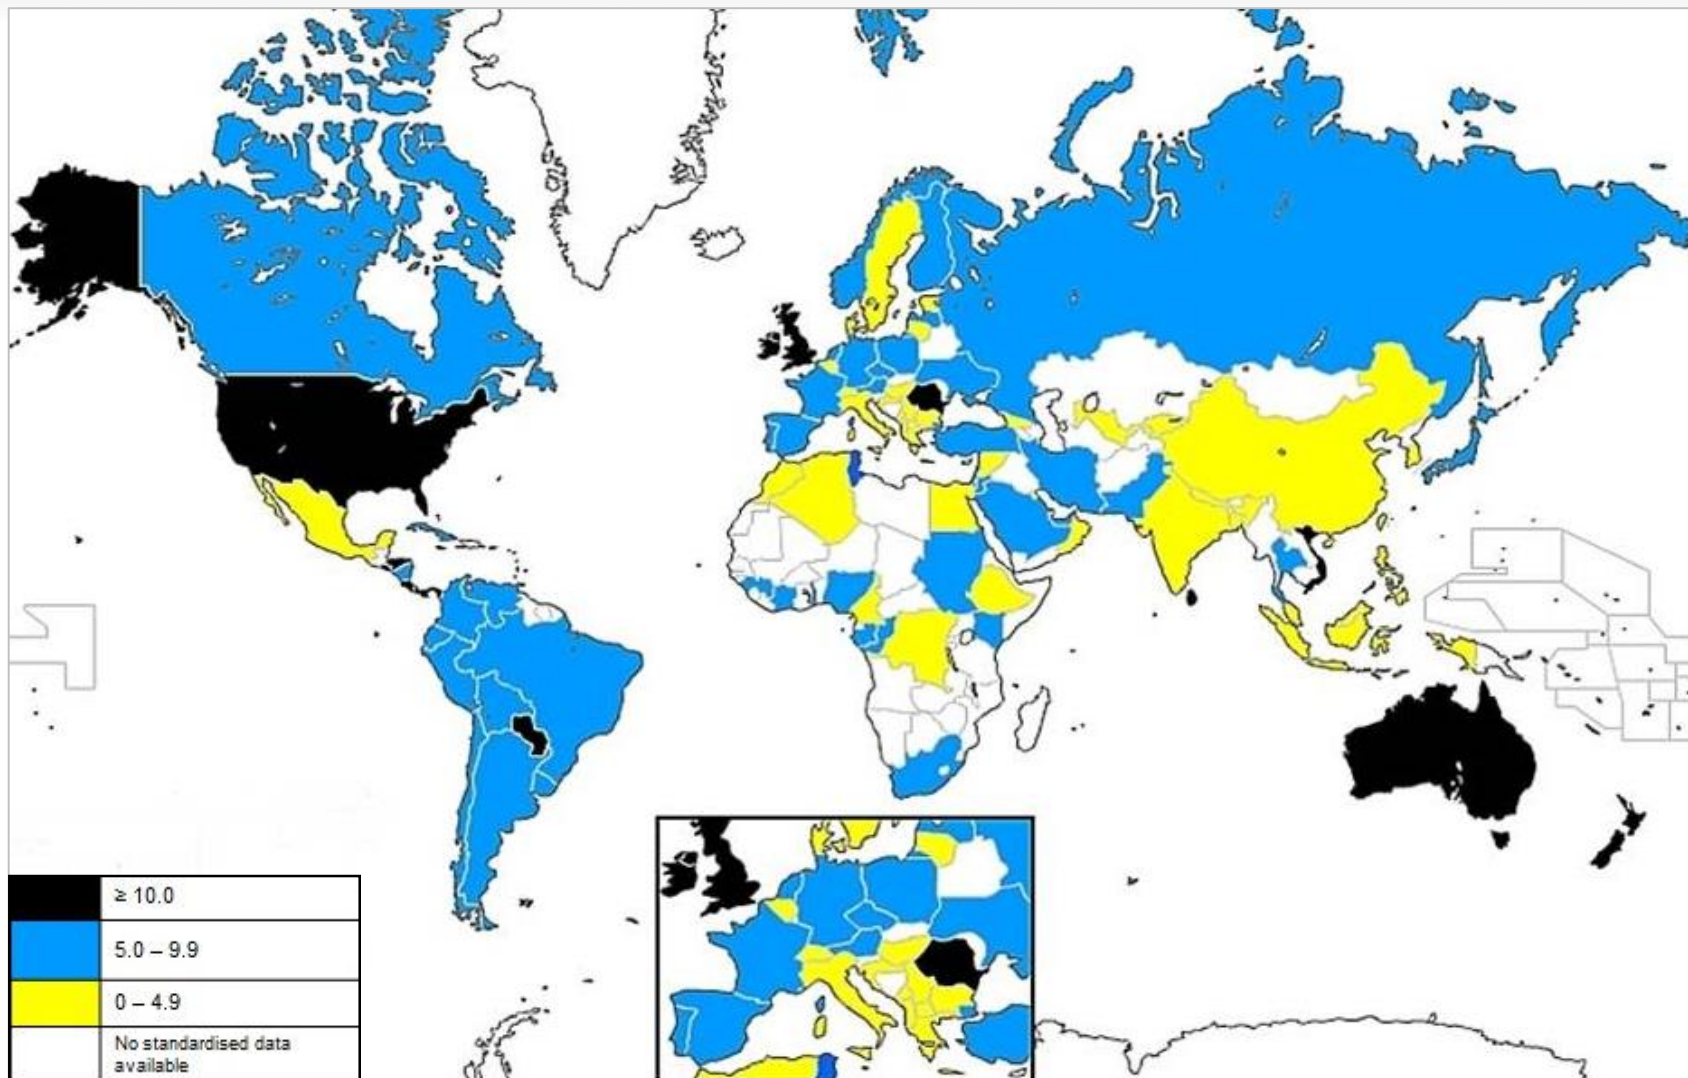 ≥ 10.0
5.0 – 9.9
0 – 4.9
No standardised data
available